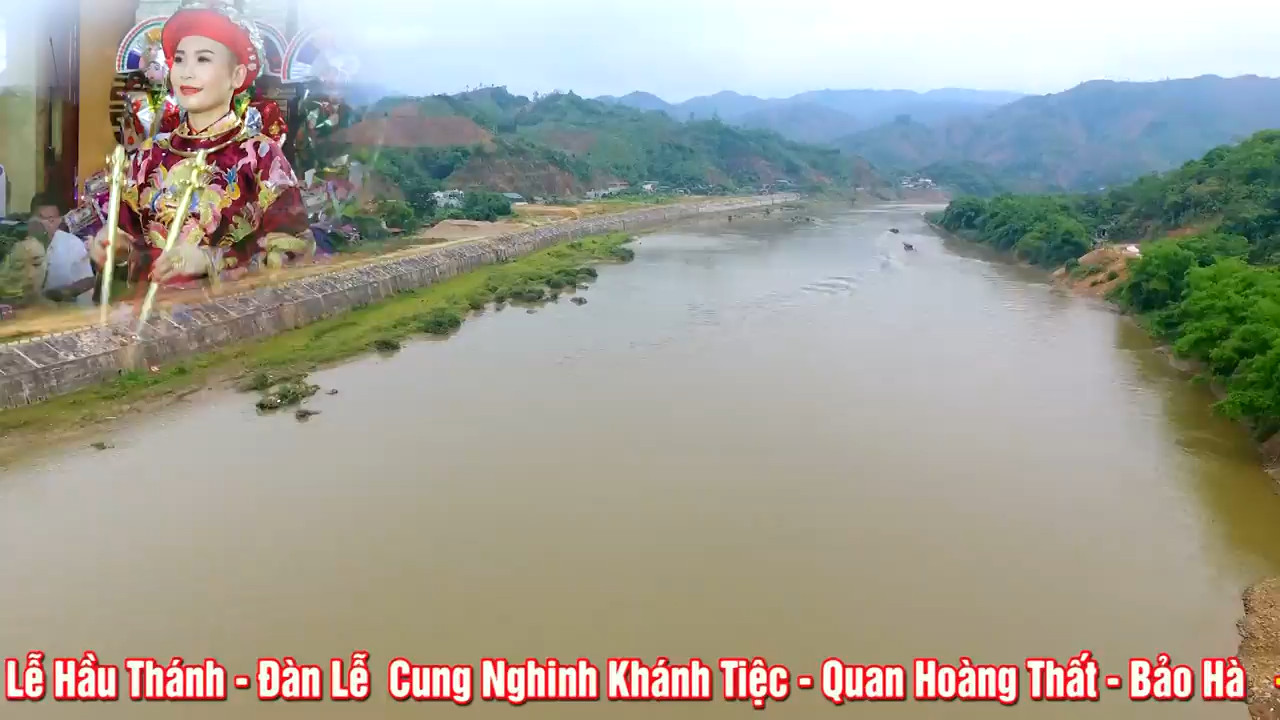 Lễ Hầu Thánh - Đàn Lễ Cung Nghinh Khánh Tiệc - Quan Hoàng Thất - Bảo Hà -